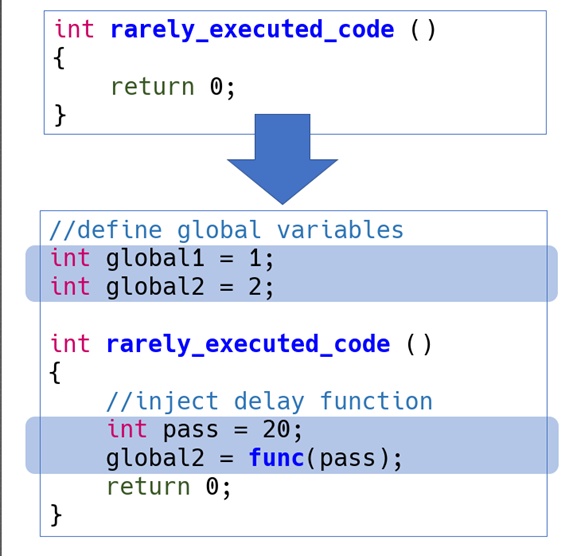 int rarely_executed_code ()
{
    return 0;
}
//define global variables
int global1 = 1;
int global2 = 2;
int rarely_executed_code ()
{
    //inject delay function
    int pass = 20;
    global2 = func(pass);
    return 0;
}